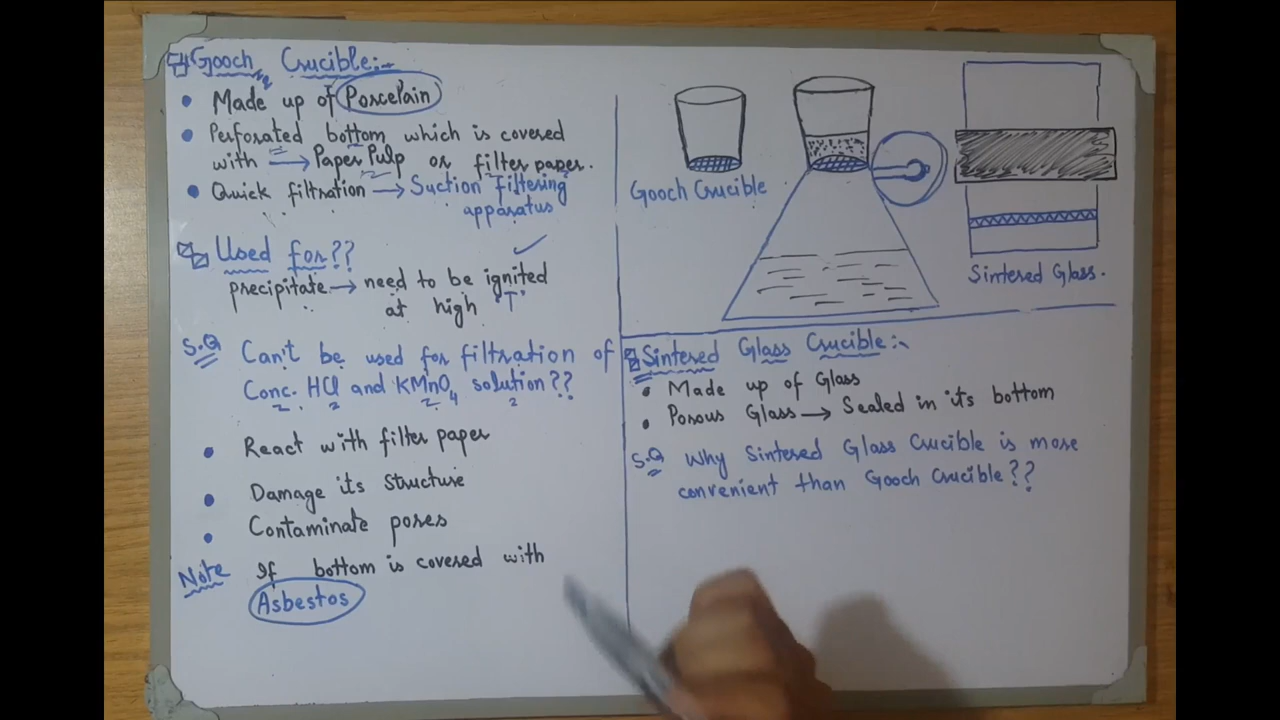 Gooch Crucible:-
• Made up of Porcelain
• Perforated bottom which is covered
with → Paper Pulp or filter paper.
• Quick filtration → Suction filtering
apparatus
Used for??
precipitate → need to be ignited
at high "T"
S.Q Can't be used for filtration of
Conc. HCl and KMnO4 solution??
• React with filter paper
• Damage its Structure
• Contaminate pores
Note If bottom is covered with
Asbestos
Gooch Crucible
Sintered Glass.
Sintered Glass Crucible:-
• Made up of Glass
• Porous Glass → Sealed in its bottom
S.Q Why Sintered Glass Crucible is more
convenient than Gooch Crucible??